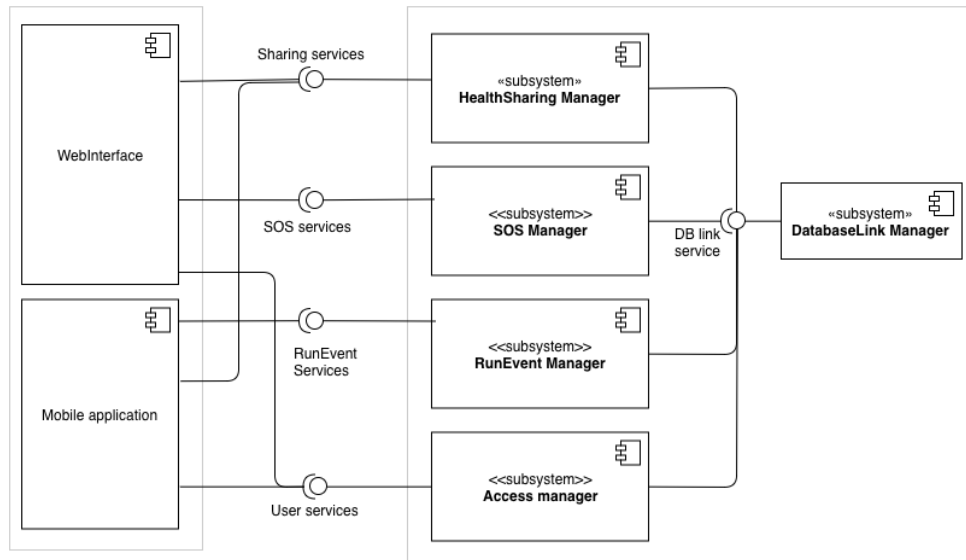 WebInterface
Mobile application
Sharing services
SOS services
RunEvent
Services
User services
«subsystem»
HealthSharing Manager
<<subsystem>>
SOS Manager
<<subsystem>>
RunEvent Manager
<<subsystem>>
Access manager
DB link
service
«subsystem»
DatabaseLink Manager